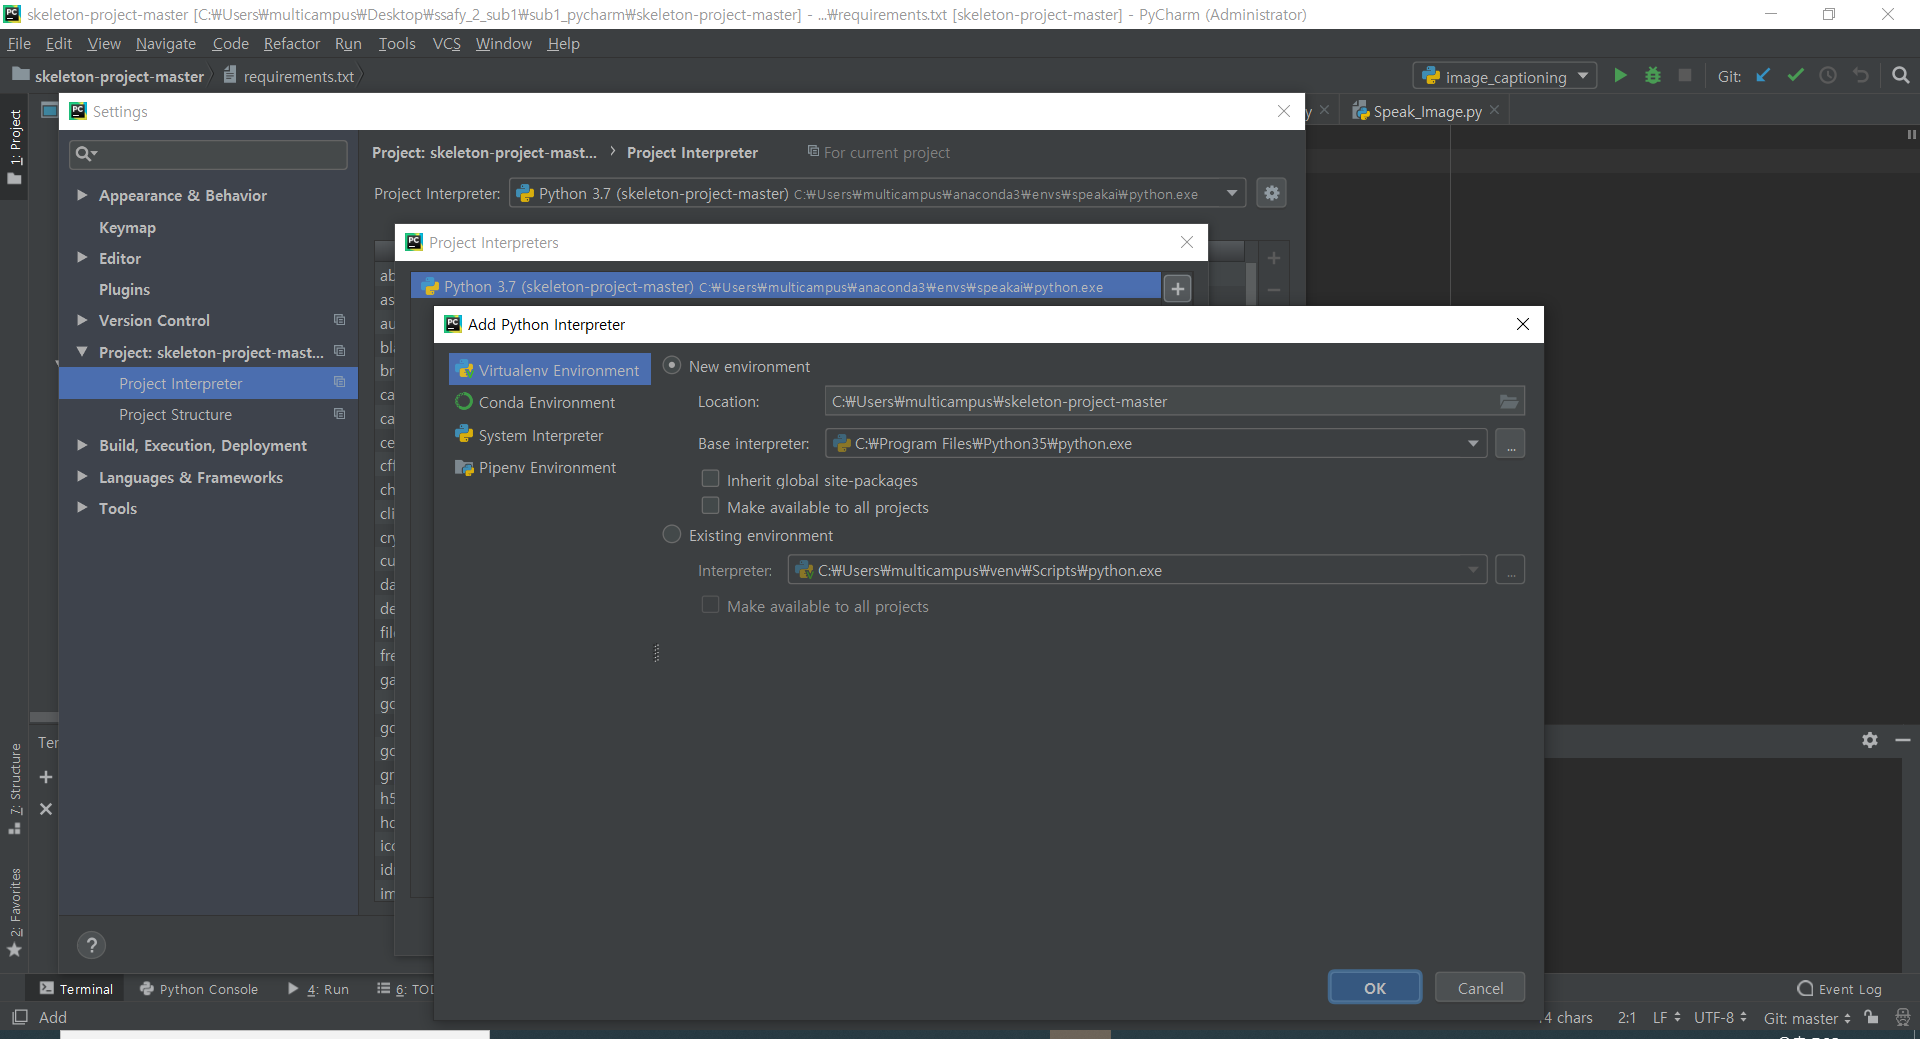 skeleton-project-master [C:₩Users₩multicampus₩Desktop₩ssafy_2_sub1₩sub1_pycharm₩skeleton-project-master] - ...₩requirements.txt [skeleton-project-master] - PyCharm (Administrator)
File Edit View Navigate Code Refactor Run Tools VCS Window Help
skeleton-project-master requirements.txt image_captioning Git:
1: Project
Settings
y Speak_Image.py
Project: skeleton-project-mast... › Project Interpreter For current project
Project Interpreter: Python 3.7 (skeleton-project-master) C:₩Users₩multicampus₩anaconda3₩envs₩speakai₩python.exe
Appearance & Behavior
Keymap
Editor
Plugins
Version Control
Project: skeleton-project-mast...
Project Interpreter
Project Structure
Build, Execution, Deployment
Languages & Frameworks
Tools
Project Interpreters
Python 3.7 (skeleton-project-master) C:₩Users₩multicampus₩anaconda3₩envs₩speakai₩python.exe
ab
as
au
bl
br
ca
ca
ce
cff
ch
cli
cry
cu
da
de
file
fre
ga
gc
gc
gc
gr
h5
ic
id
im
Add Python Interpreter
Virtualenv Environment
Conda Environment
System Interpreter
Pipenv Environment
New environment
Location: C:₩Users₩multicampus₩skeleton-project-master
Base interpreter: C:₩Program Files₩Python35₩python.exe ...
Inherit global site-packages
Make available to all projects
Existing environment
Interpreter: C:₩Users₩multicampus₩venv₩Scripts₩python.exe ...
Make available to all projects
OK Cancel
Ter
7: Structure
2: Favorites
?
Terminal Python Console 4: Run 6: TOD Event Log
Add 4 chars 2:1 LF UTF-8 Git: master